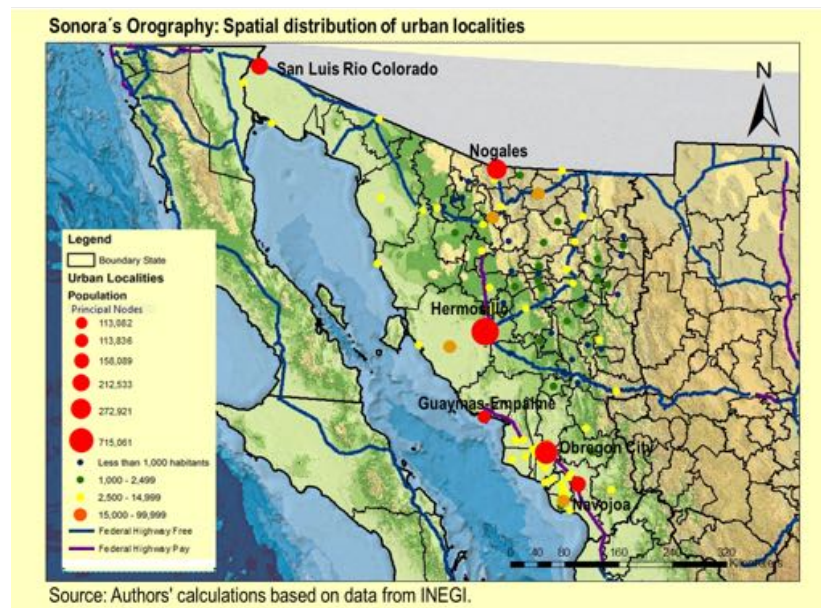 Sonora´s Orography: Spatial distribution of urban localities
San Luis Rio Colorado
N
Nogales
Legend
Boundary State
Urban Localities
Population
Principal Nodes
113,082
113,836
158,089
212,533
272,921
715,061
Less than 1,000 habitants
1,000 - 2,499
2,500 - 14,999
15,000 - 99,999
Federal Highway Free
Federal Highway Pay
Hermosillo
Guaymas-Empalme
Obregon City
Navojoa
0 40 80 160 240 320
Kilometers
Source: Authors' calculations based on data from INEGI.